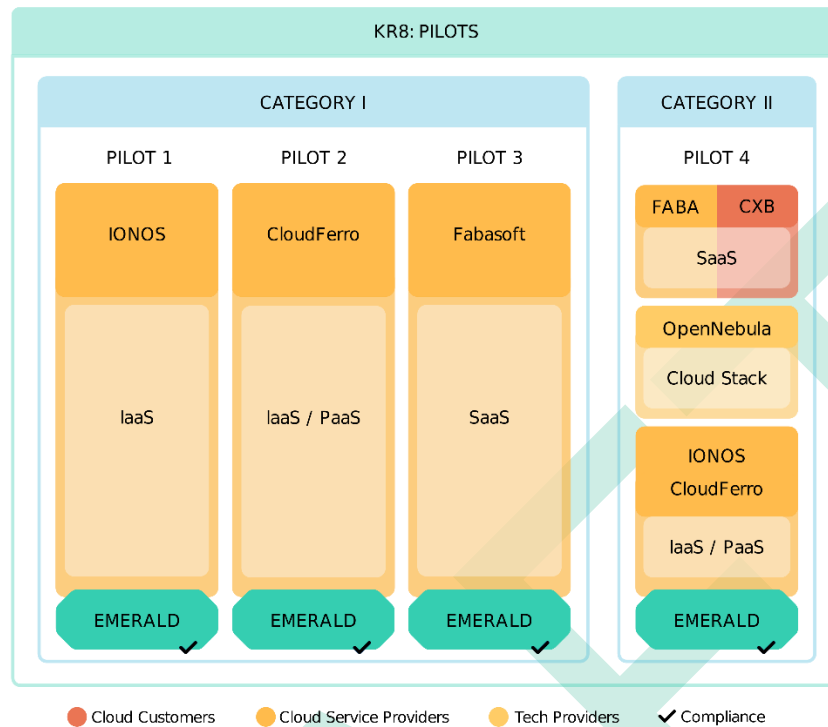 KR8: PILOTS
CATEGORY I
PILOT 1
PILOT 2
PILOT 3
IONOS
CloudFerro
Fabasoft
IaaS
IaaS / PaaS
SaaS
EMERALD
EMERALD
EMERALD
CATEGORY II
PILOT 4
FABA
CXB
SaaS
OpenNebula
Cloud Stack
IONOS
CloudFerro
IaaS / PaaS
EMERALD
Cloud Customers
Cloud Service Providers
Tech Providers
Compliance